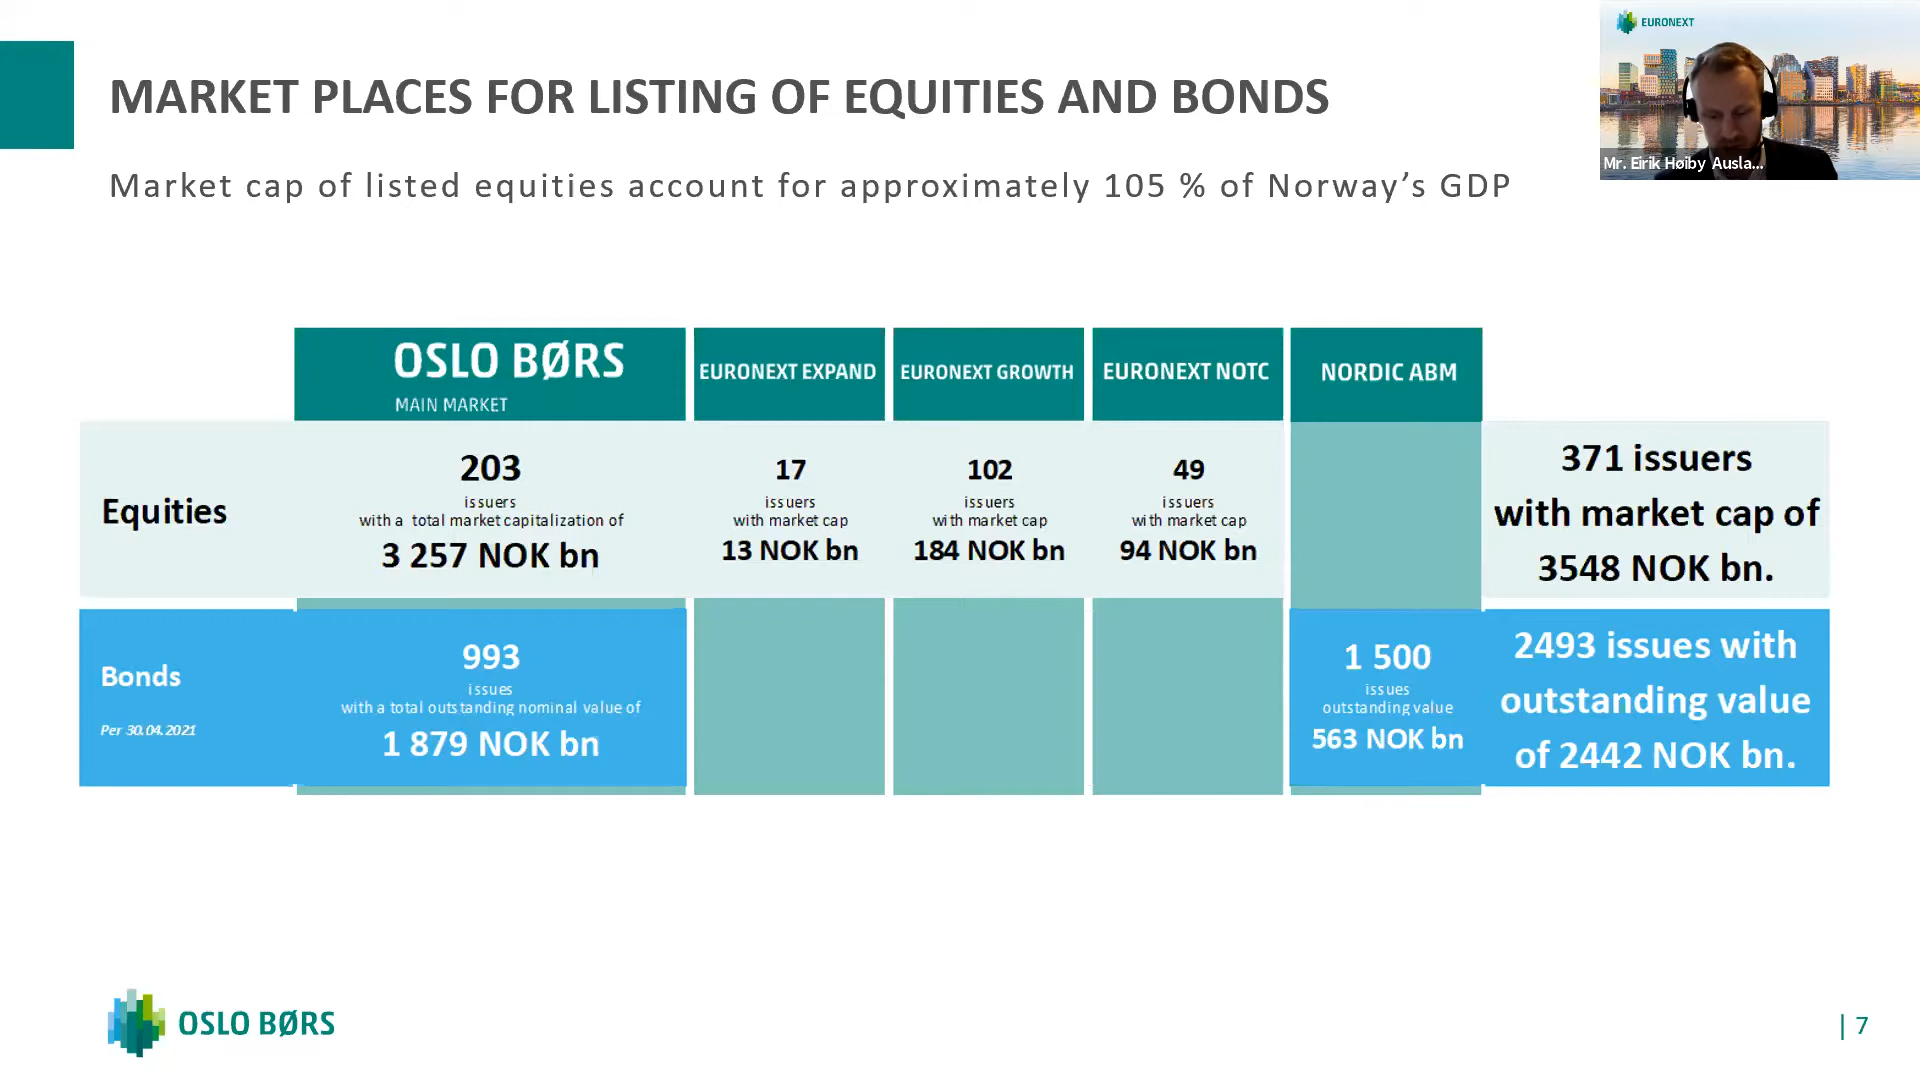 EURONEXT
Mr. Eirik Høiby Ausla...
MARKET PLACES FOR LISTING OF EQUITIES AND BONDS
Market cap of listed equities account for approximately 105 % of Norway’s GDP
OSLO BØRS
MAIN MARKET
EURONEXT EXPAND
EURONEXT GROWTH
EURONEXT NOTC
NORDIC ABM
Equities
203
issuers
with a total market capitalization of
3 257 NOK bn
17
issuers
with market cap
13 NOK bn
102
issuers
with market cap
184 NOK bn
49
issuers
with market cap
94 NOK bn
371 issuers
with market cap of
3548 NOK bn.
Bonds
Per 30.04.2021
993
issues
with a total outstanding nominal value of
1 879 NOK bn
1 500
issues
outstanding value
563 NOK bn
2493 issues with
outstanding value
of 2442 NOK bn.
OSLO BØRS
| 7